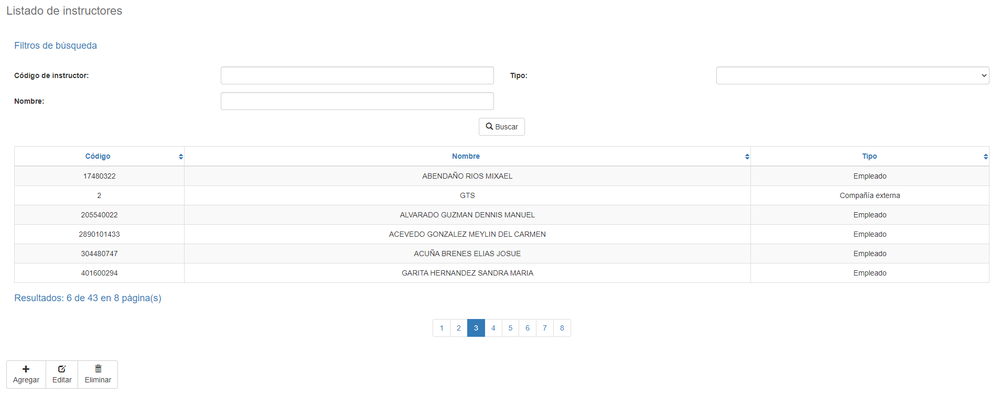 Listado de instructores
Filtros de búsqueda
Código de instructor: Tipo:
Nombre:
Buscar
Código Nombre Tipo
17480322 ABENDAÑO RIOS MIXAEL Empleado
2 GTS Compañía externa
205540022 ALVARADO GUZMAN DENNIS MANUEL Empleado
2890101433 ACEVEDO GONZALEZ MEYLIN DEL CARMEN Empleado
304480747 ACUÑA BRENES ELIAS JOSUE Empleado
401600294 GARITA HERNANDEZ SANDRA MARIA Empleado
Resultados: 6 de 43 en 8 página(s)
1 2 3 4 5 6 7 8
Agregar Editar Eliminar